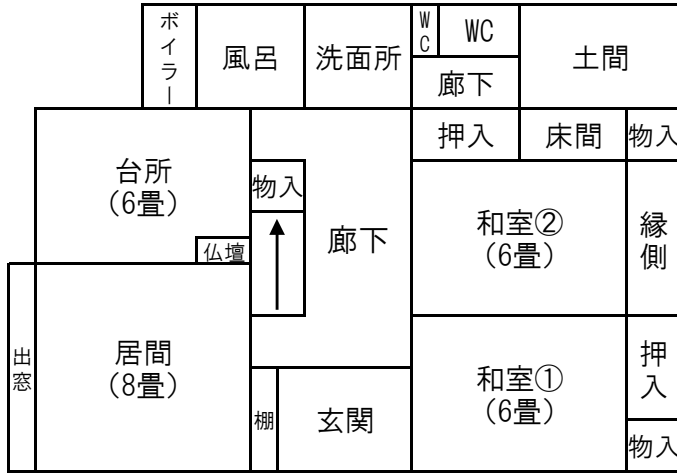 ボイラー
風呂
洗面所
WC
WC
廊下
土間
台所
(6畳)
物入
仏壇
廊下
押入
床間
物入
和室②
(6畳)
縁側
出窓
居間
(8畳)
棚
玄関
和室①
(6畳)
押入
物入